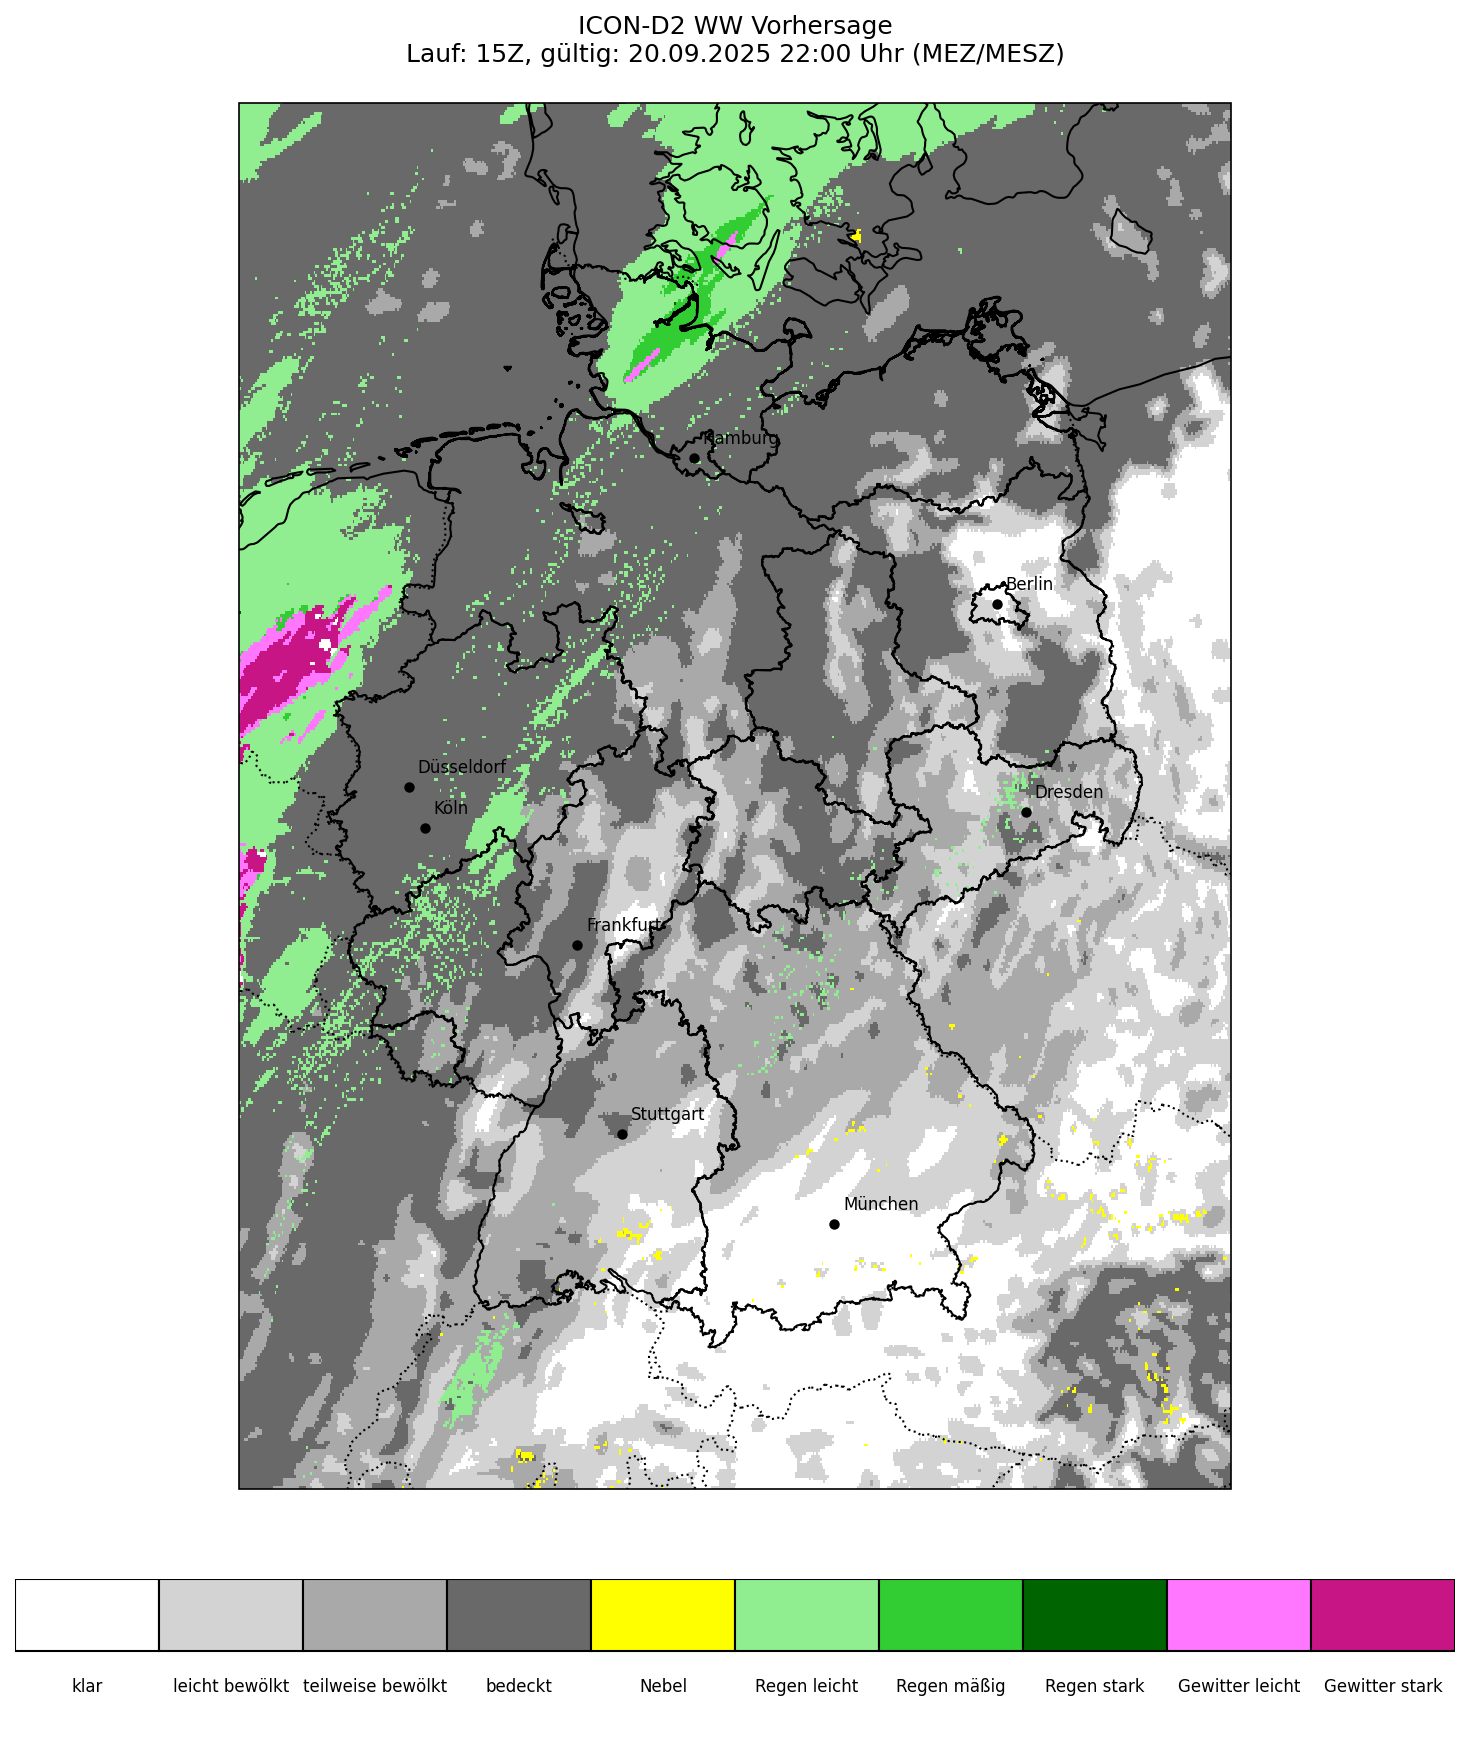 ICON-D2 WW Vorhersage
Lauf: 15Z, gültig: 20.09.2025 22:00 Uhr (MEZ/MESZ)
Hamburg
Berlin
Düsseldorf
Dresden
Köln
Frankfurt
Stuttgart
München
klar
leicht bewölkt
teilweise bewölkt
bedeckt
Nebel
Regen leicht
Regen mäßig
Regen stark
Gewitter leicht
Gewitter stark